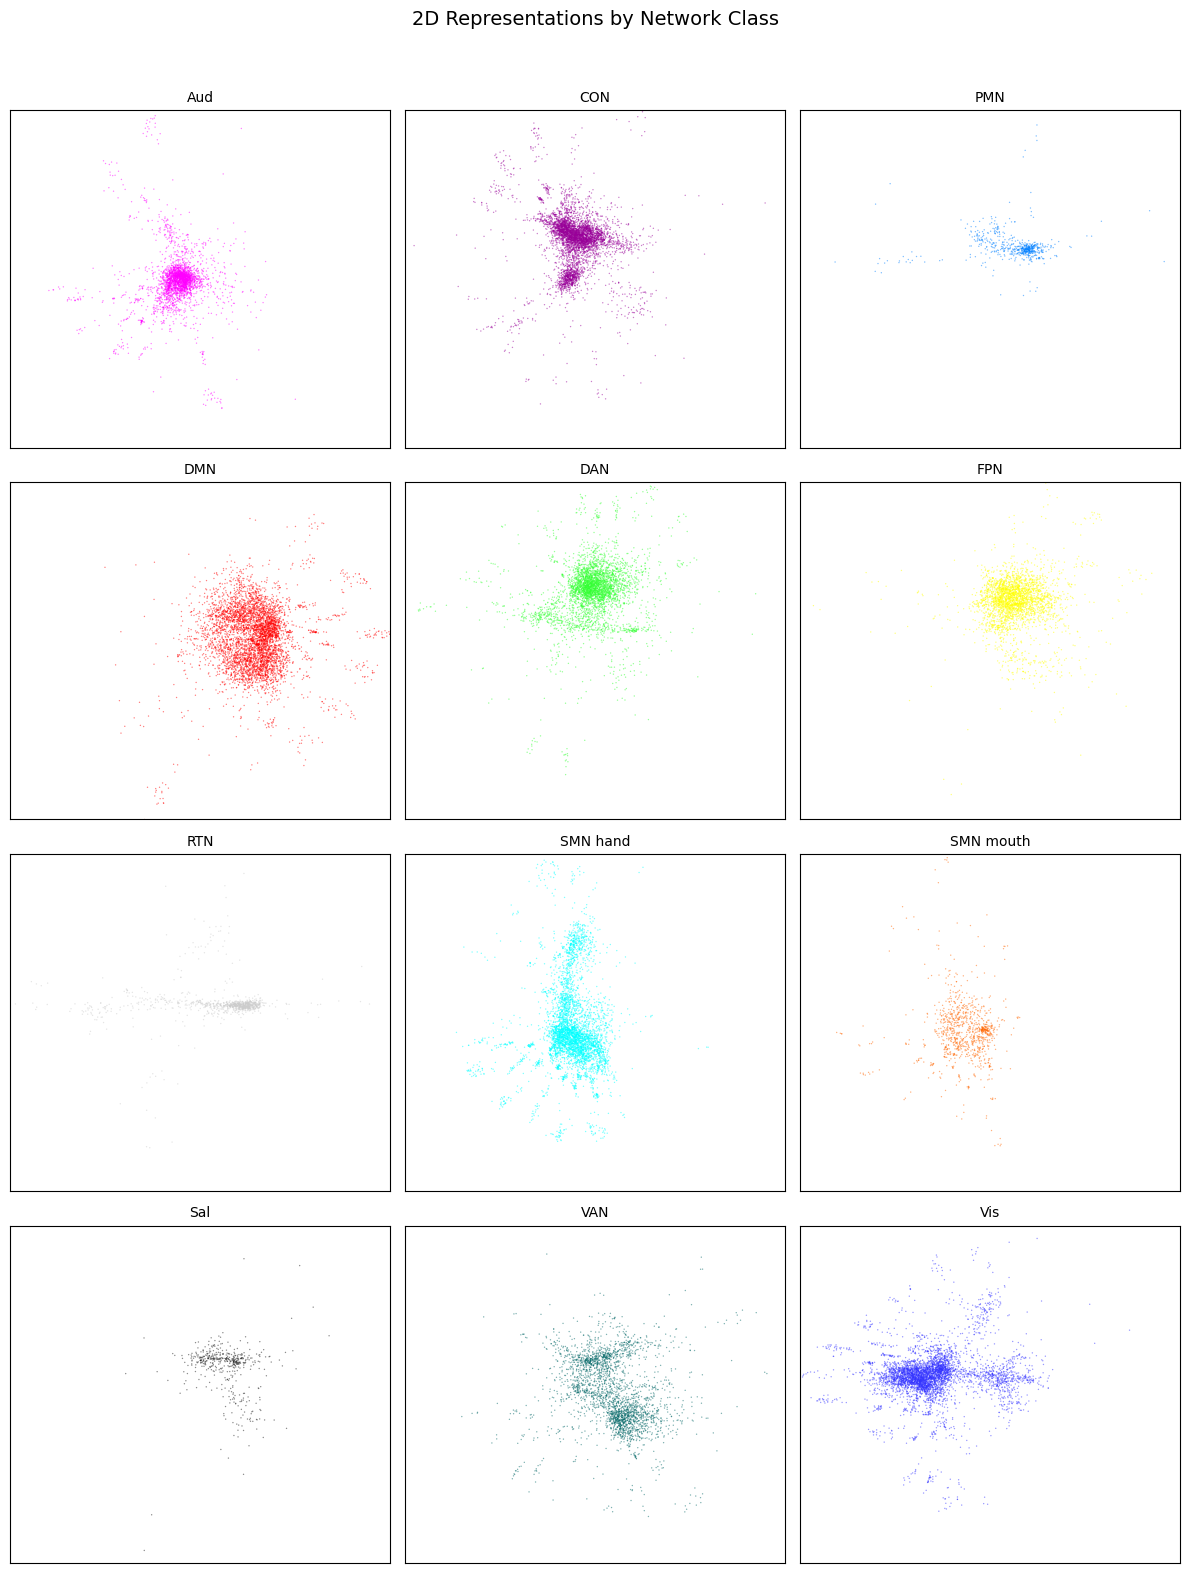 2D Representations by Network Class
Aud
CON
PMN
DMN
DAN
FPN
RTN
SMN hand
SMN mouth
Sal
VAN
Vis